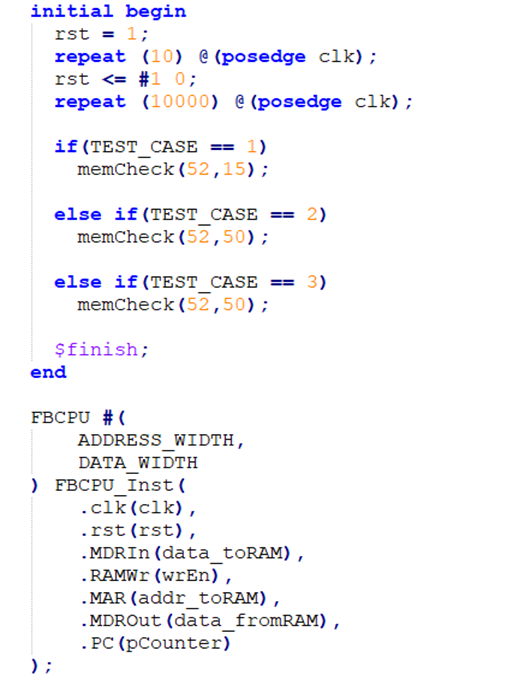 initial begin
rst = 1;
repeat (10) @(posedge clk);
rst <= #1 0;
repeat (10000) @(posedge clk);
if(TEST_CASE == 1)
memCheck(52,15);
else if(TEST_CASE == 2)
memCheck(52,50);
else if(TEST_CASE == 3)
memCheck(52,50);
$finish;
end
FBCPU #(
ADDRESS_WIDTH,
DATA_WIDTH
) FBCPU_Inst(
.clk(clk),
.rst(rst),
.MDRIn(data_toRAM),
.RAMWr(wrEn),
.MAR(addr_toRAM),
.MDROut(data_fromRAM),
.PC(pCounter)
);